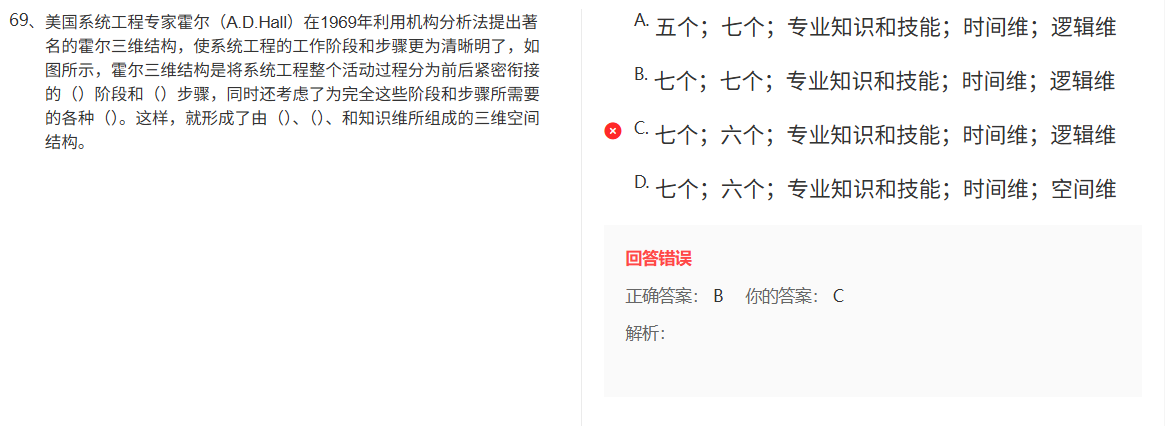 69、美国系统工程专家霍尔（A.D.Hall）在1969年利用机构分析法提出著
名的霍尔三维结构，使系统工程的工作阶段和步骤更为清晰明了，如
图所示，霍尔三维结构是将系统工程整个活动过程分为前后紧密衔接
的（）阶段和（）步骤，同时还考虑了为完全这些阶段和步骤所需要
的各种（）。这样，就形成了由（）、（）、和知识维所组成的三维空间
结构。
A. 五个；七个；专业知识和技能；时间维；逻辑维
B. 七个；七个；专业知识和技能；时间维；逻辑维
C. 七个；六个；专业知识和技能；时间维；逻辑维
D. 七个；六个；专业知识和技能；时间维；空间维
回答错误
正确答案： B 你的答案： C
解析：